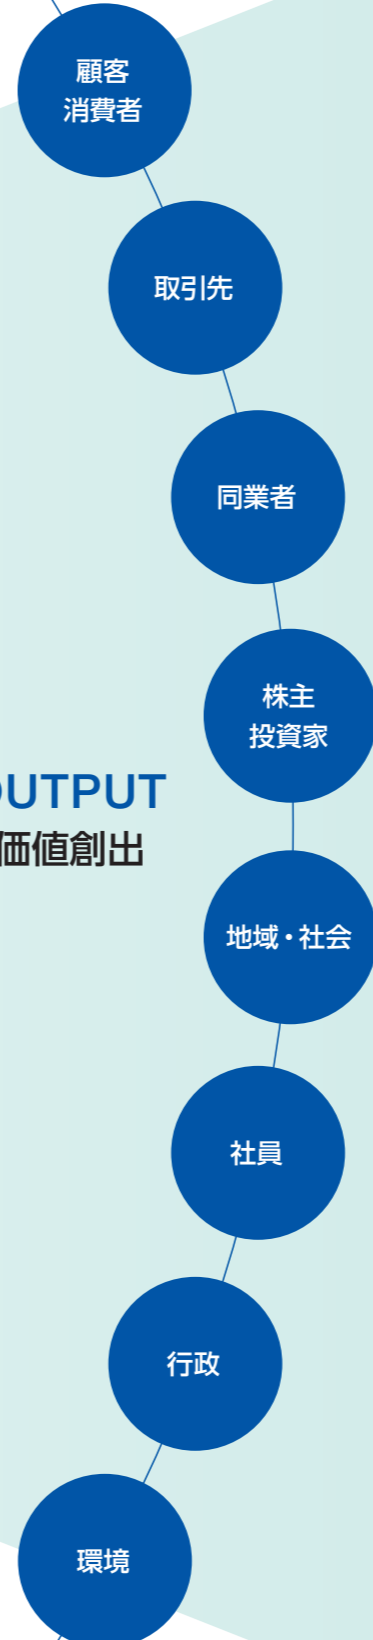 顧客
消費者
取引先
同業者
株主
投資家
OUTPUT
価値創出
地域・社会
社員
行政
環境